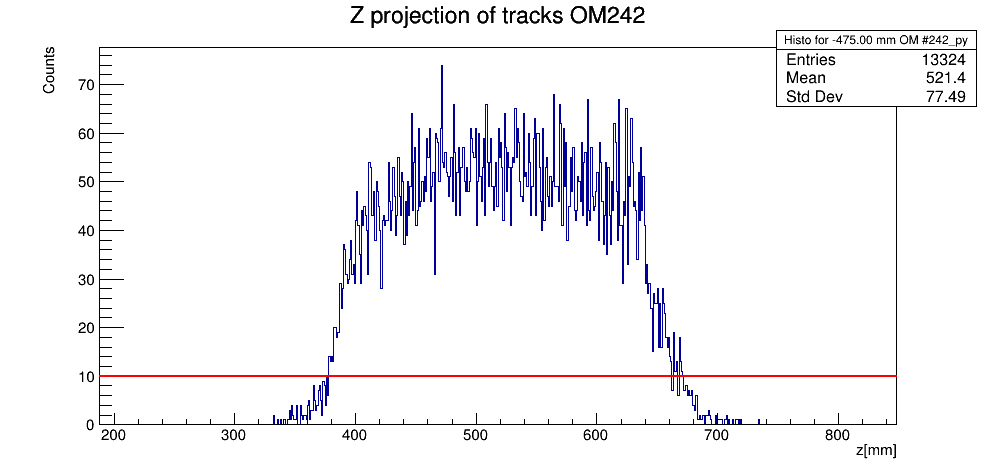 Z projection of tracks OM242
Histo for -475.00 mm OM #242_py
Entries 13324
Mean 521.4
Std Dev 77.49
Counts
70
60
50
40
30
20
10
0
200 300 400 500 600 700 800
z[mm]